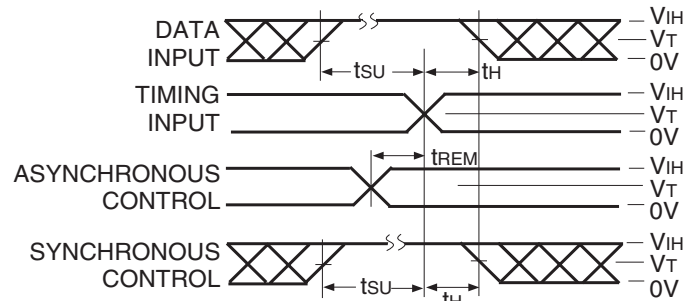 DATA
INPUT
tSU
tH
VIH
VT
0V
TIMING
INPUT
VIH
VT
0V
tREM
ASYNCHRONOUS
CONTROL
VIH
VT
0V
SYNCHRONOUS
CONTROL
tSU
tH
VIH
VT
0V